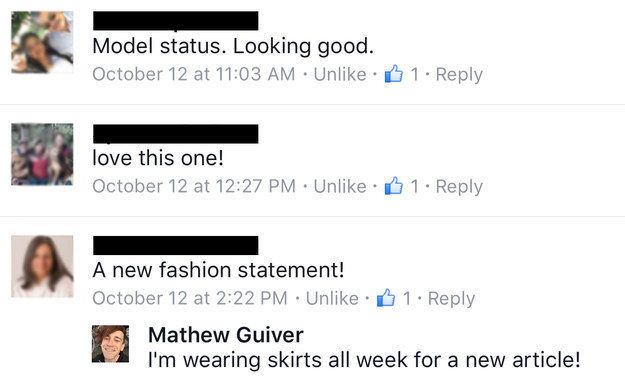 Model status. Looking good.
October 12 at 11:03 AM · Unlike · 1 · Reply
love this one!
October 12 at 12:27 PM · Unlike · 1 · Reply
A new fashion statement!
October 12 at 2:22 PM · Unlike · 1 · Reply
Mathew Guiver
I'm wearing skirts all week for a new article!